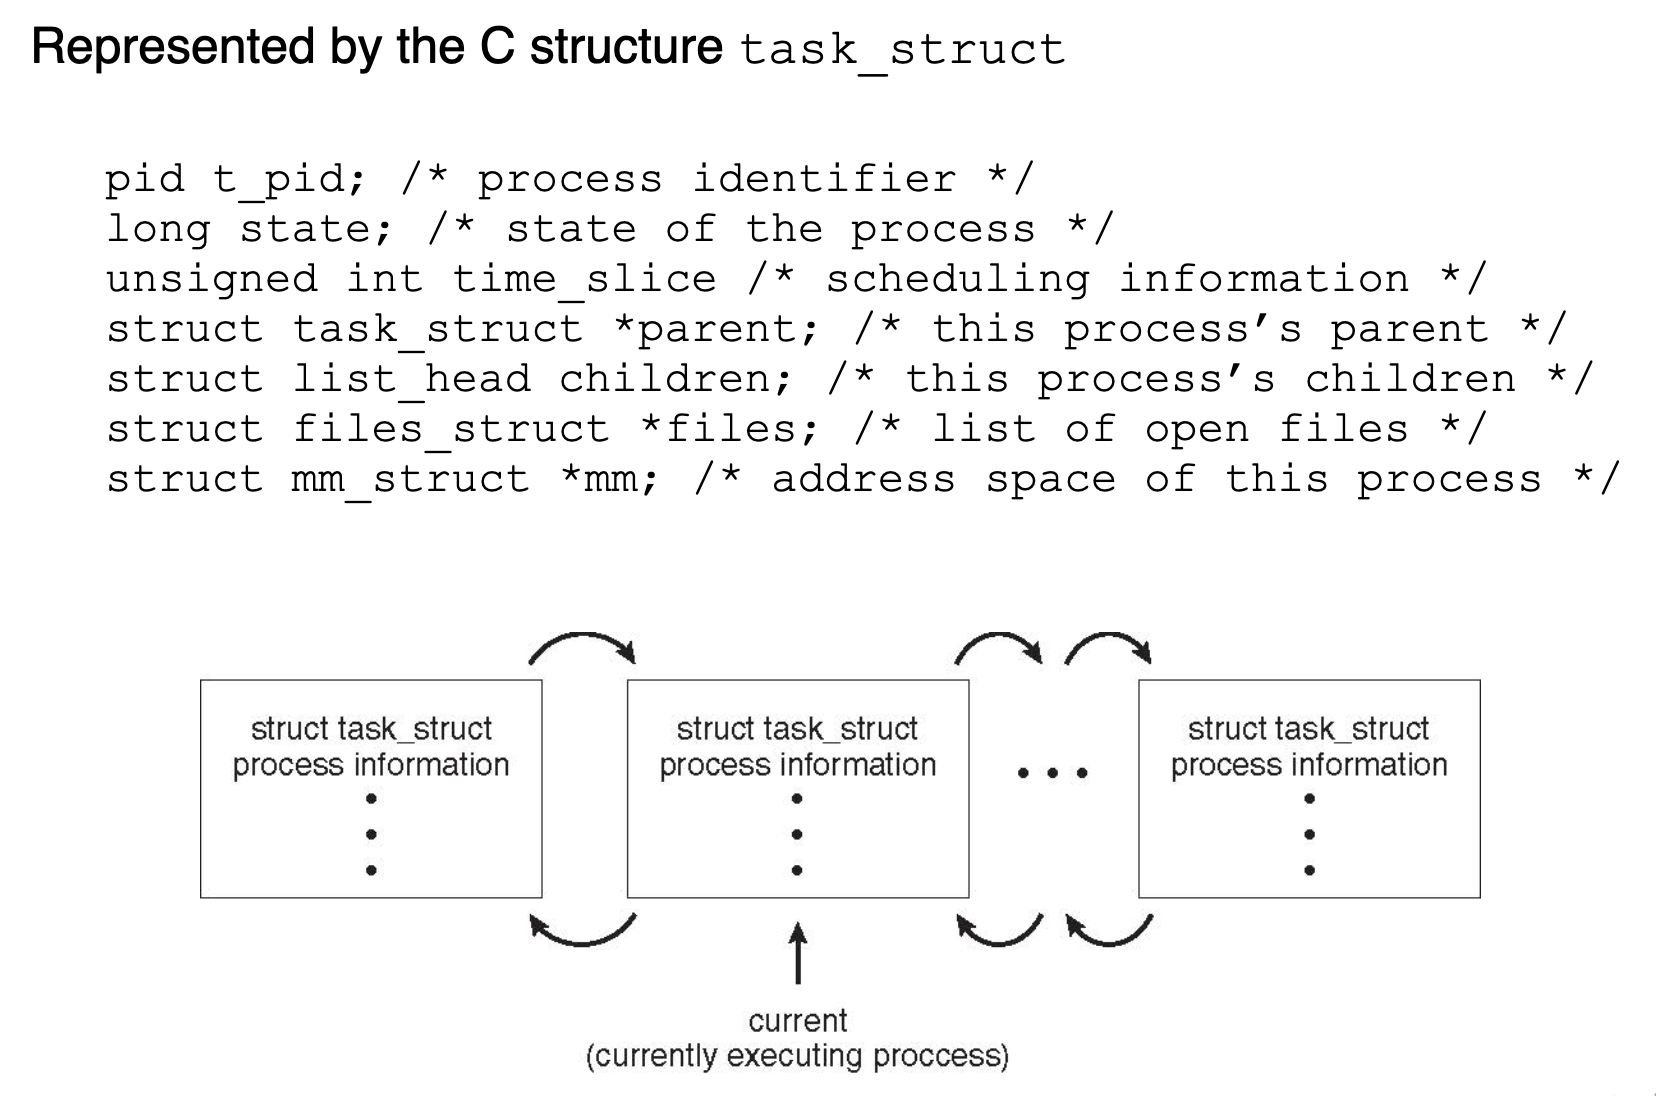 Represented by the C structure task_struct
pid t_pid; /* process identifier */
long state; /* state of the process */
unsigned int time_slice /* scheduling information */
struct task_struct *parent; /* this process’s parent */
struct list_head children; /* this process’s children */
struct files_struct *files; /* list of open files */
struct mm_struct *mm; /* address space of this process */
struct task_struct
process information
struct task_struct
process information
struct task_struct
process information
current
(currently executing proccess)